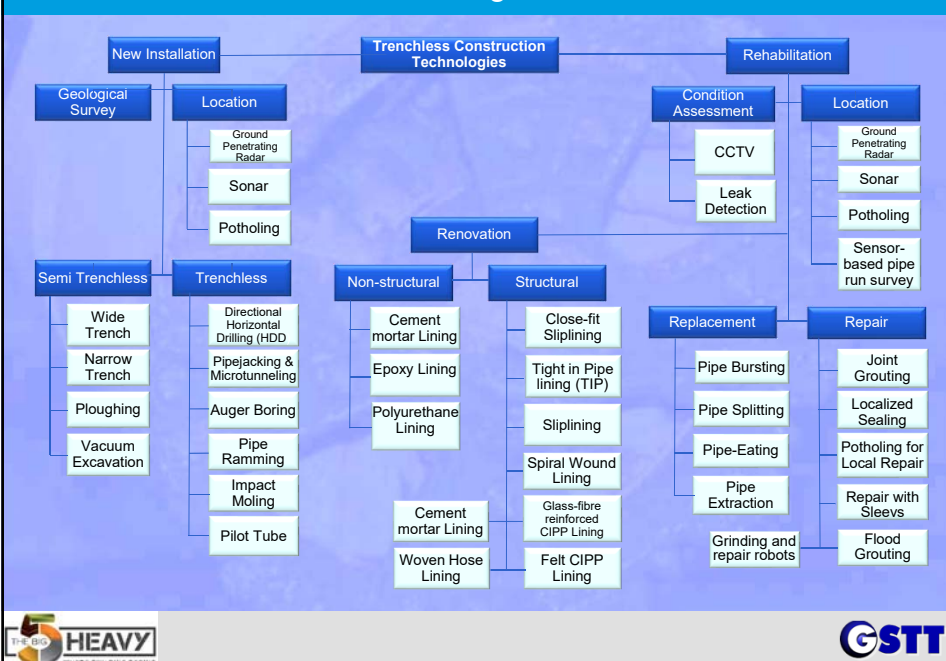 Trenchless Construction
Technologies
New Installation
Rehabilitation
Geological
Survey
Location
Ground
Penetrating
Radar
Sonar
Potholing
Condition
Assessment
CCTV
Leak
Detection
Location
Ground
Penetrating
Radar
Sonar
Potholing
Sensor-
based pipe
run survey
Renovation
Semi Trenchless
Wide
Trench
Narrow
Trench
Ploughing
Vacuum
Excavation
Trenchless
Directional
Horizontal
Drilling (HDD
Pipejacking &
Microtunneling
Auger Boring
Pipe
Ramming
Impact
Moling
Pilot Tube
Non-structural
Cement
mortar Lining
Epoxy Lining
Polyurethane
Lining
Structural
Close-fit
Sliplining
Tight in Pipe
lining (TIP)
Sliplining
Spiral Wound
Lining
Cement
mortar Lining
Glass-fibre
reinforced
CIPP Lining
Woven Hose
Lining
Felt CIPP
Lining
Replacement
Pipe Bursting
Pipe Splitting
Pipe-Eating
Pipe
Extraction
Repair
Joint
Grouting
Localized
Sealing
Potholing for
Local Repair
Repair with
Sleevs
Grinding and
repair robots
Flood
Grouting
THE BIG 5 HEAVY
GSTT